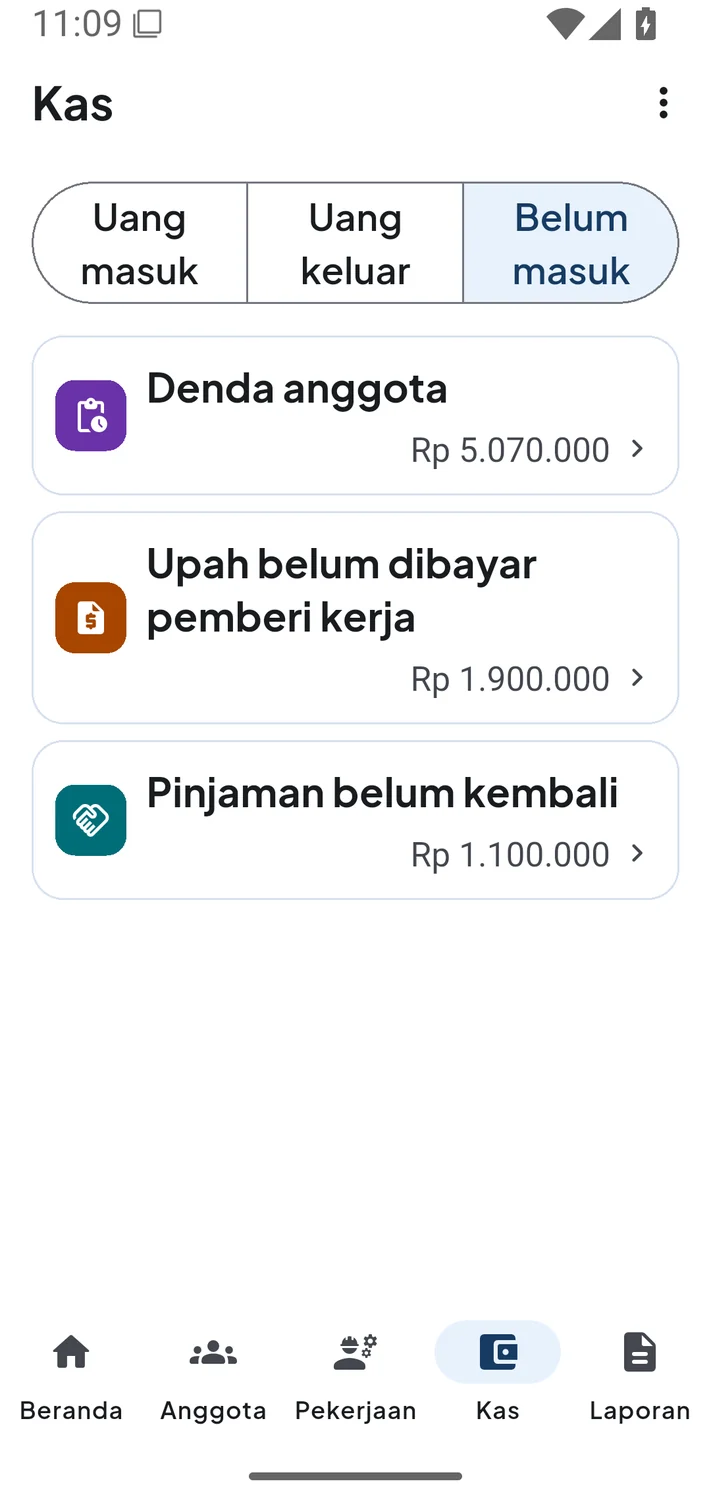 11:09
Kas
Uang
masuk
Uang
keluar
Belum
masuk
Denda anggota
Rp 5.070.000
Upah belum dibayar
pemberi kerja
Rp 1.900.000
Pinjaman belum kembali
Rp 1.100.000
Beranda
Anggota
Pekerjaan
Kas
Laporan